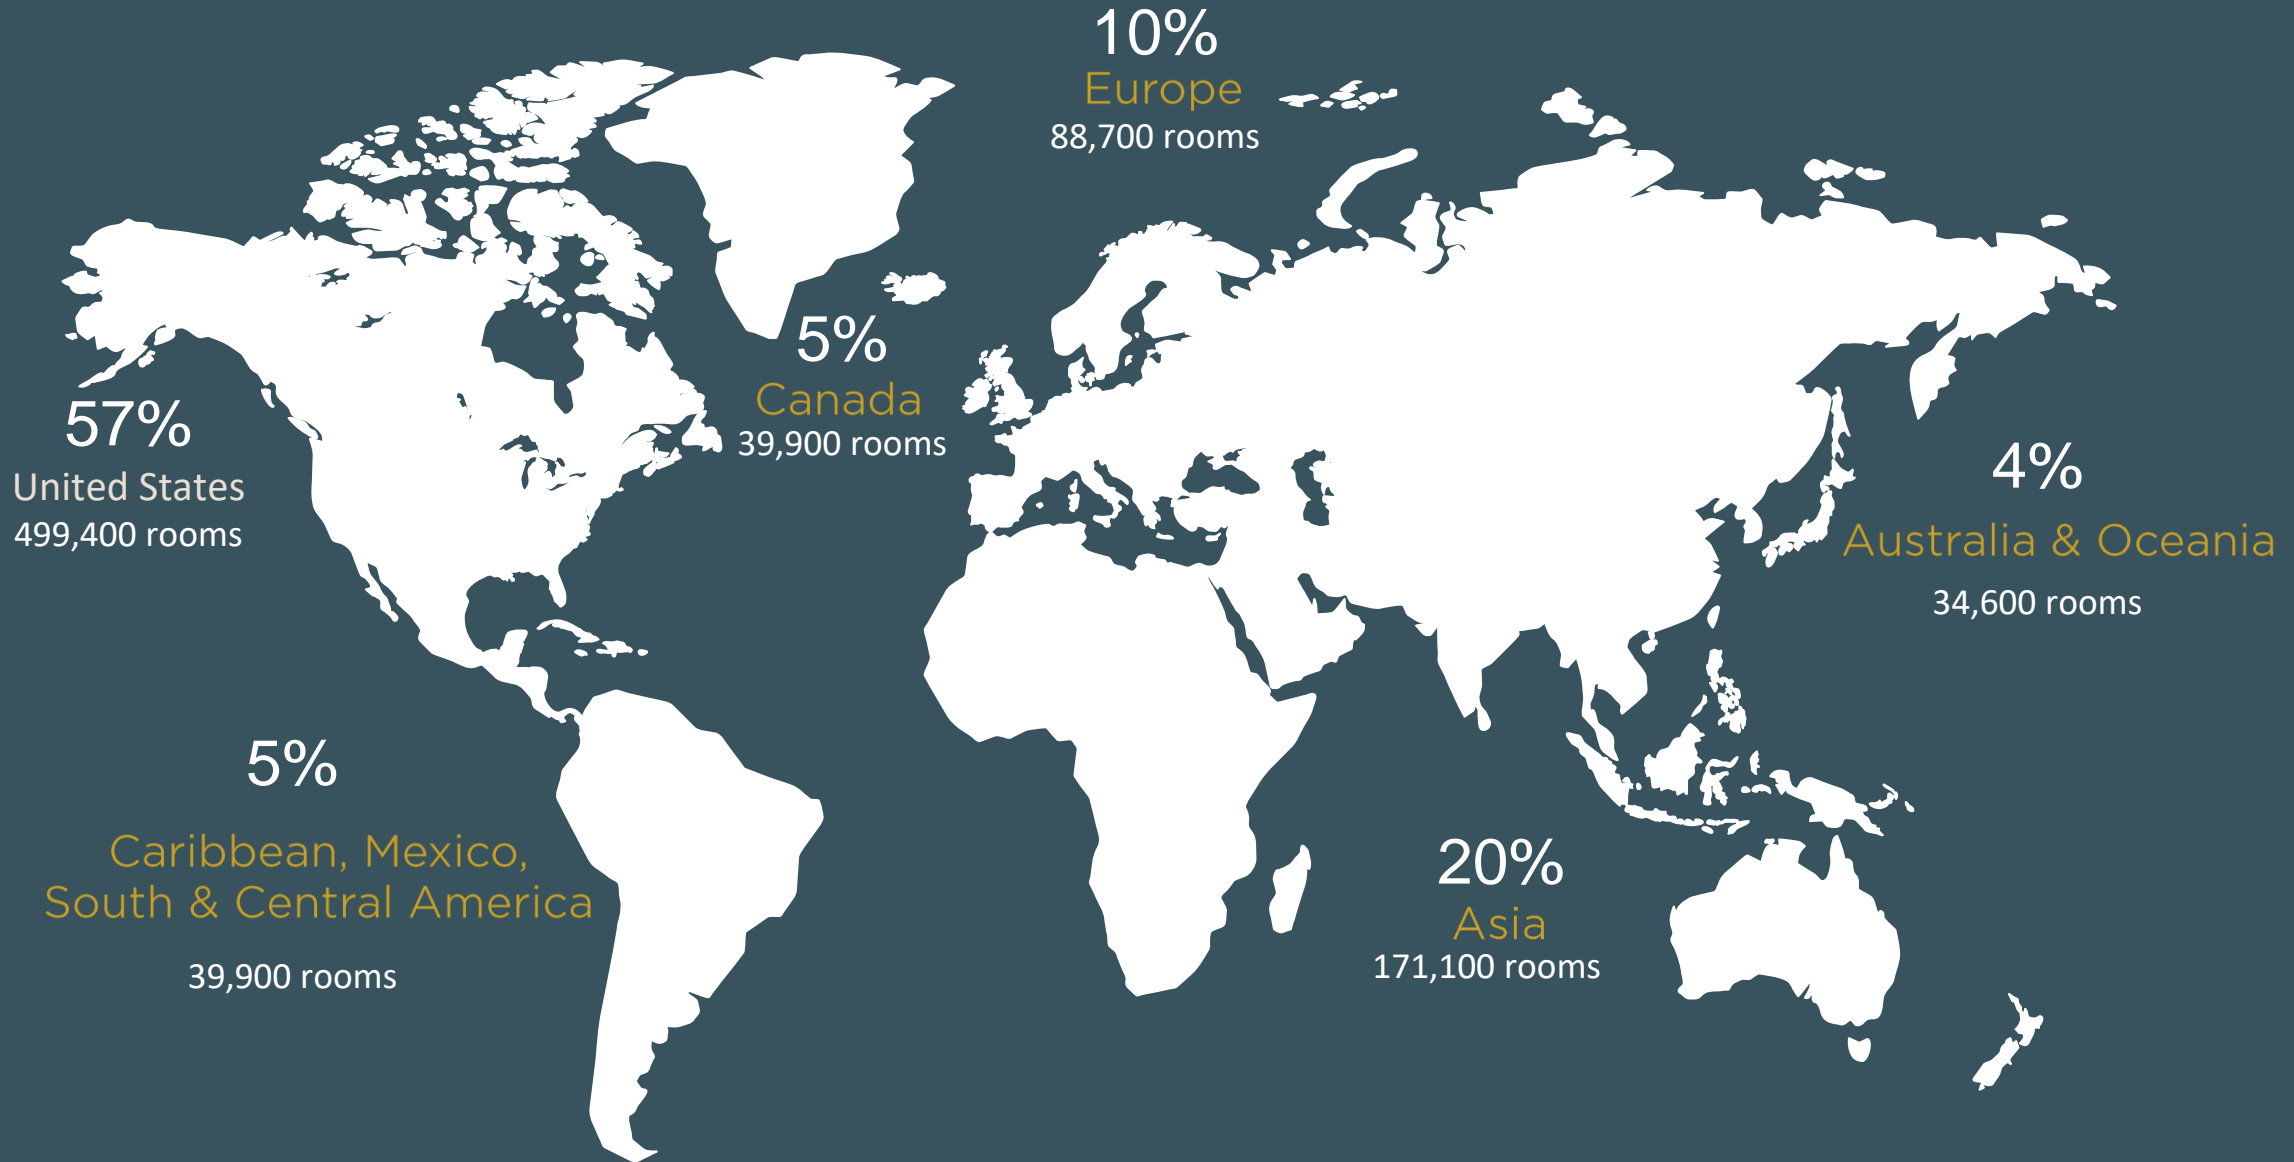 10%
Europe
88,700 rooms
5%
Canada
39,900 rooms
57%
United States
499,400 rooms
4%
Australia & Oceania
34,600 rooms
5%
Caribbean, Mexico,
South & Central America
39,900 rooms
20%
Asia
171,100 rooms